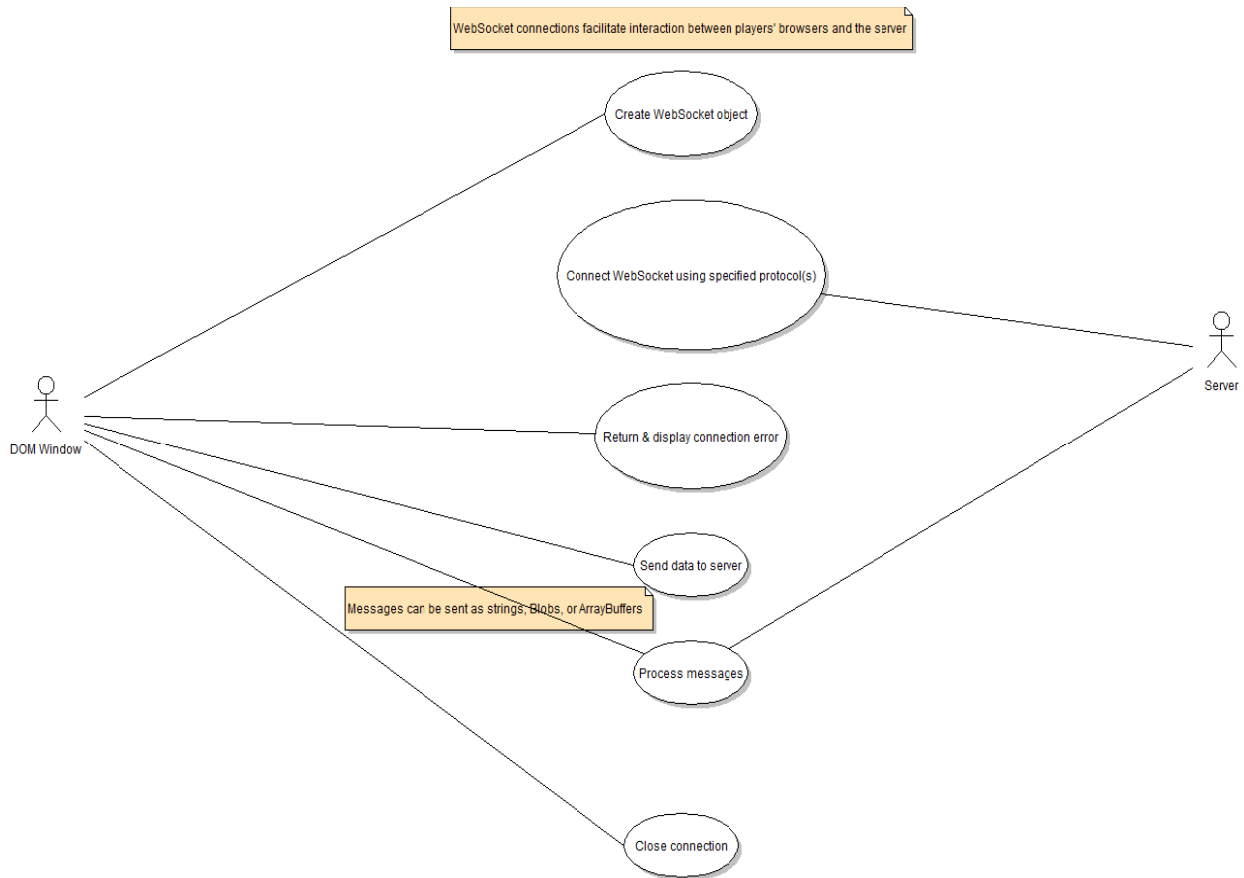 WebSocket connections facilitate interaction between players' browsers and the server
Create WebSocket object
Connect WebSocket using specified protocol(s)
Server
DOM Window
Return & display connection error
Send data to server
Messages can be sent as strings, Blobs, or ArrayBuffers
Process messages
Close connection